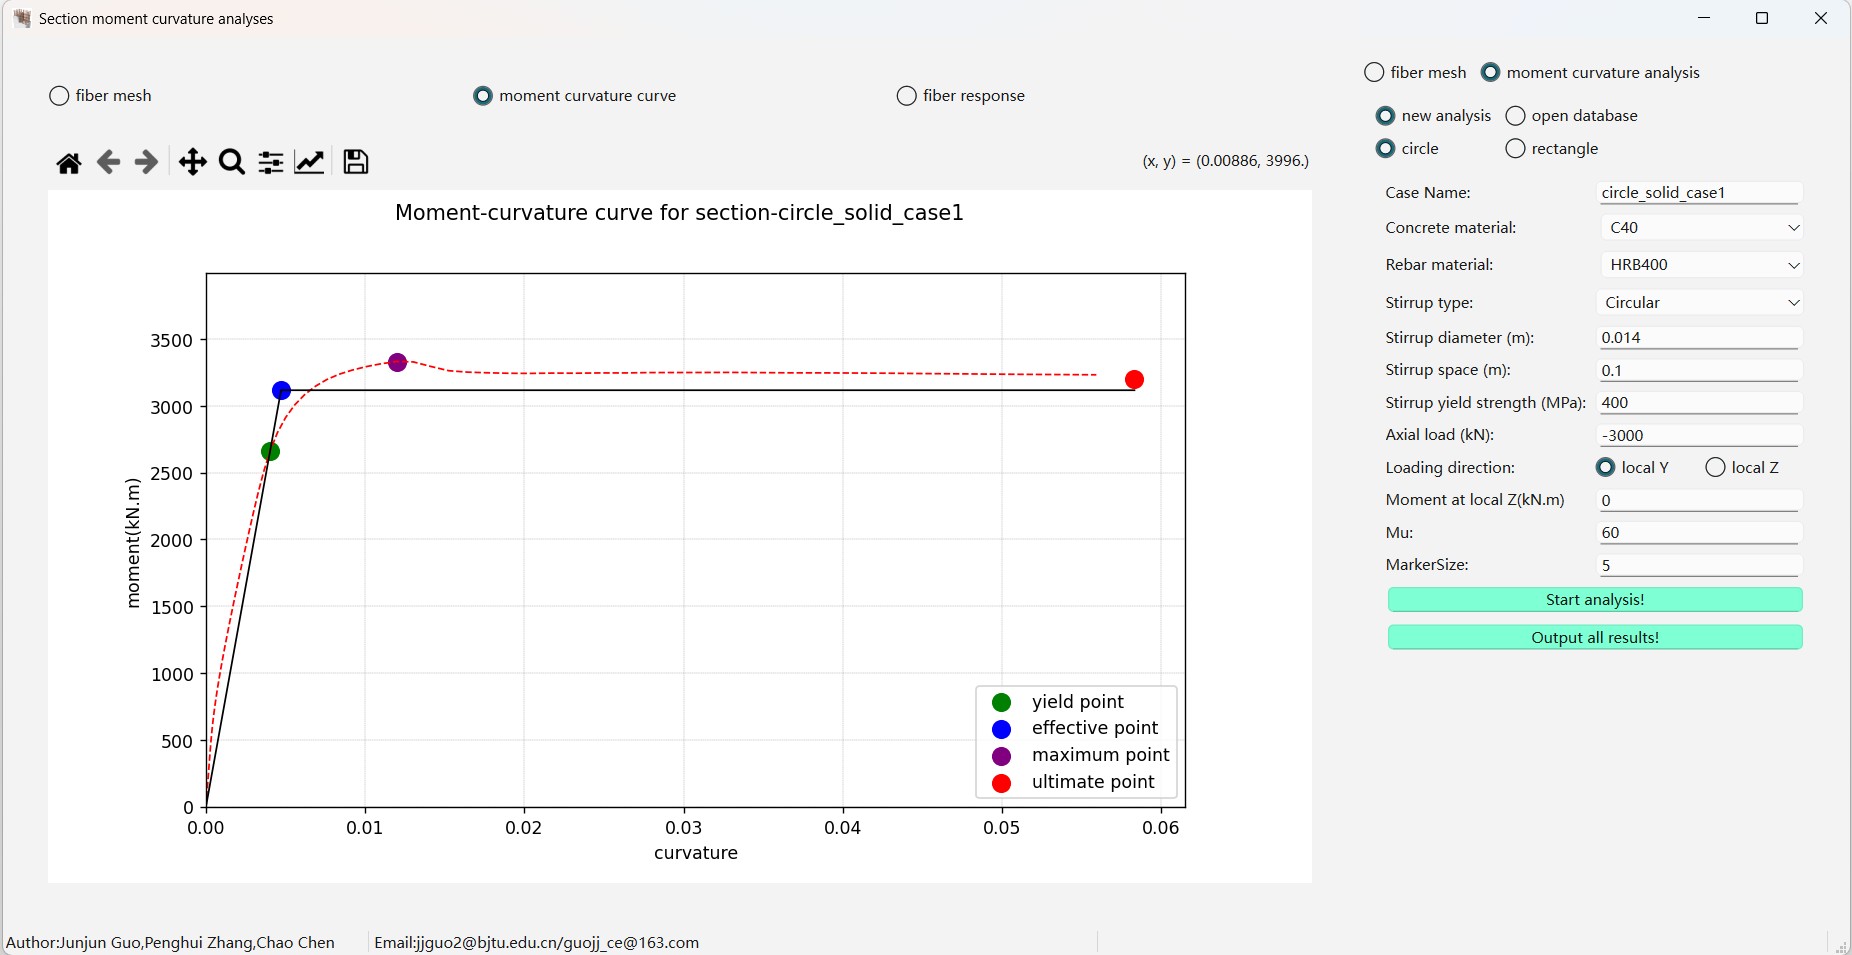 Section moment curvature analyses
fiber mesh
moment curvature curve
fiber response
(x, y) = (0.00886, 3996.)
Moment-curvature curve for section-circle_solid_case1
3500
3000
2500
2000
1500
1000
500
0
moment(kN.m)
0.00
0.01
0.02
0.03
0.04
0.05
0.06
curvature
yield point
effective point
maximum point
ultimate point
fiber mesh
moment curvature analysis
new analysis
open database
circle
rectangle
Case Name: circle_solid_case1
Concrete material: C40
Rebar material: HRB400
Stirrup type: Circular
Stirrup diameter (m): 0.014
Stirrup space (m): 0.1
Stirrup yield strength (MPa): 400
Axial load (kN): -3000
Loading direction: local Y local Z
Moment at local Z(kN.m) 0
Mu: 60
MarkerSize: 5
Start analysis!
Output all results!
Author:Junjun Guo,Penghui Zhang,Chao Chen
Email:jjguo2@bjtu.edu.cn/guojj_ce@163.com